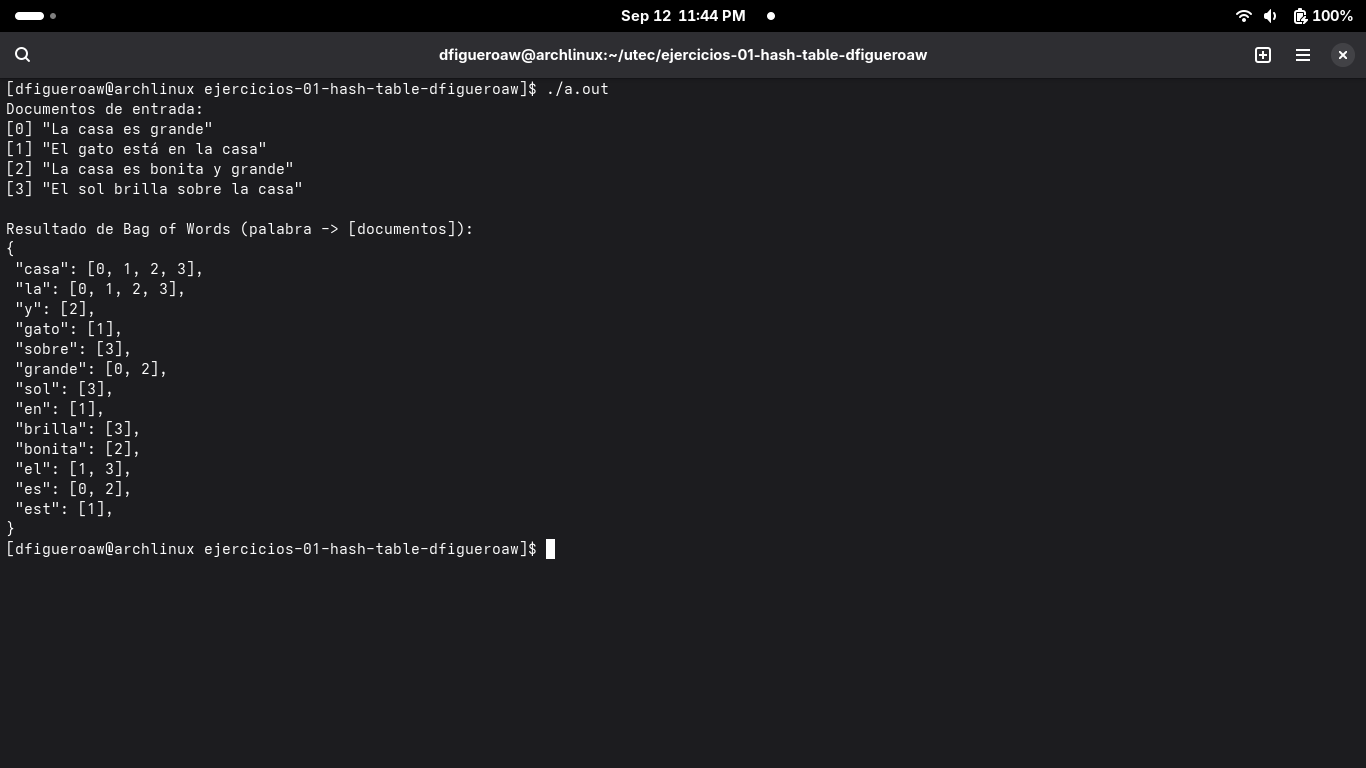 Sep 12 11:44 PM
100%
dfigueroaw@archlinux:~/utec/ejercicios-01-hash-table-dfigueroaw
[dfigueroaw@archlinux ejercicios-01-hash-table-dfigueroaw]$ ./a.out
Documentos de entrada:
[0] "La casa es grande"
[1] "El gato está en la casa"
[2] "La casa es bonita y grande"
[3] "El sol brilla sobre la casa"

Resultado de Bag of Words (palabra -> [documentos]):
{
 "casa": [0, 1, 2, 3],
 "la": [0, 1, 2, 3],
 "y": [2],
 "gato": [1],
 "sobre": [3],
 "grande": [0, 2],
 "sol": [3],
 "en": [1],
 "brilla": [3],
 "bonita": [2],
 "el": [1, 3],
 "es": [0, 2],
 "est": [1],
}
[dfigueroaw@archlinux ejercicios-01-hash-table-dfigueroaw]$